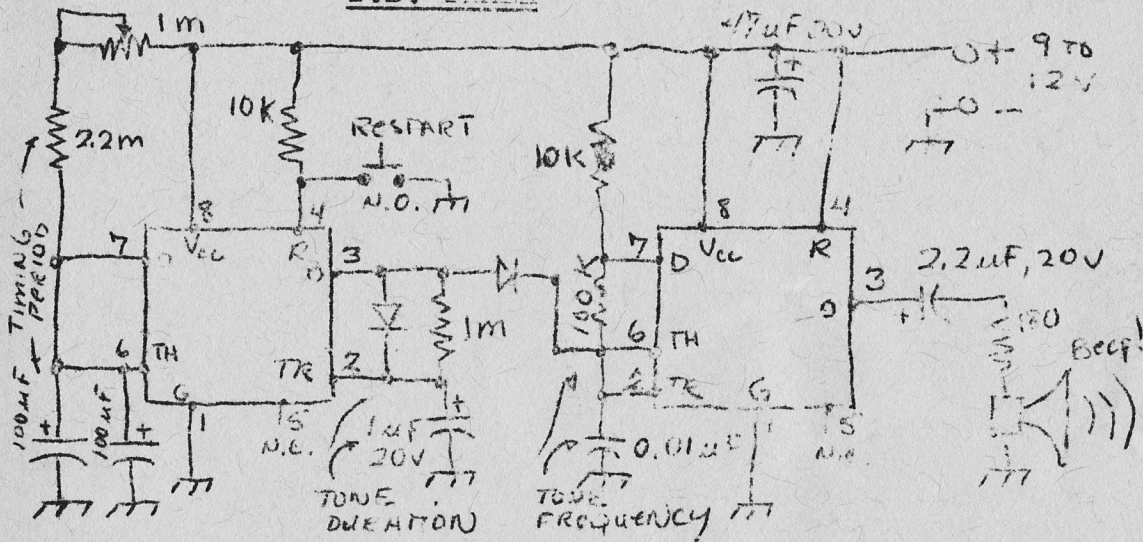 1m
47uF 20V
+ 9 TO
12V
10K
RESTART
2.2m
10K
N.O.
TIMING
PERIOD
8
4
8
4
VCC
R
VCC
R
7
D
3
7
D
3
2.2uF, 20V
100K
1m
6
TH
6
TH
Beep!
2
TR
2
TR
G
1
5
N.C.
G
5
100uF
100uF
1uF
20V
0.01uF
TONE
DURATION
TONE
FREQUENCY